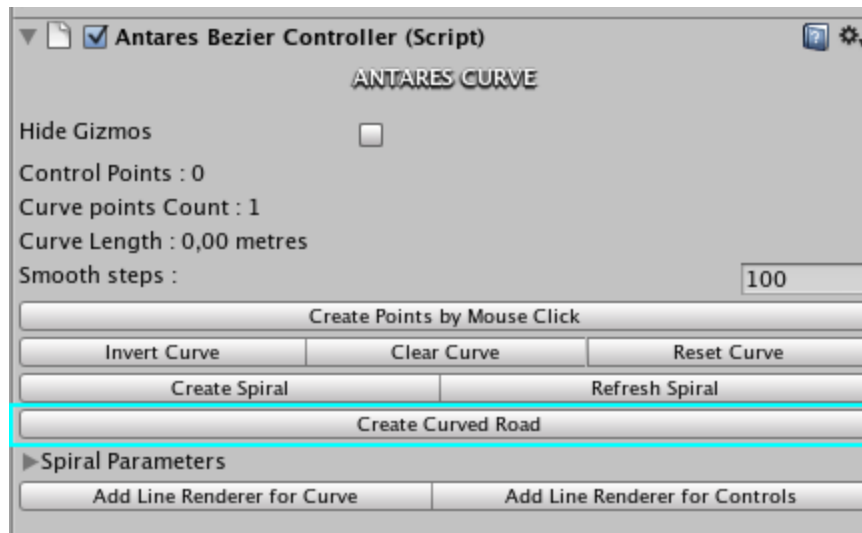 Antares Bezier Controller (Script)
ANTARES CURVE
Hide Gizmos
Control Points : 0
Curve points Count : 1
Curve Length : 0,00 metres
Smooth steps : 100
Create Points by Mouse Click
Invert Curve Clear Curve Reset Curve
Create Spiral Refresh Spiral
Create Curved Road
Spiral Parameters
Add Line Renderer for Curve Add Line Renderer for Controls